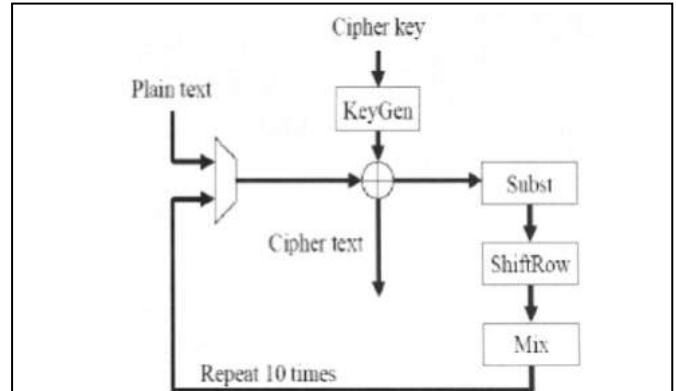 Cipher key
Plain text
KeyGen
Subst
Cipher text
ShiftRow
Mix
Repeat 10 times